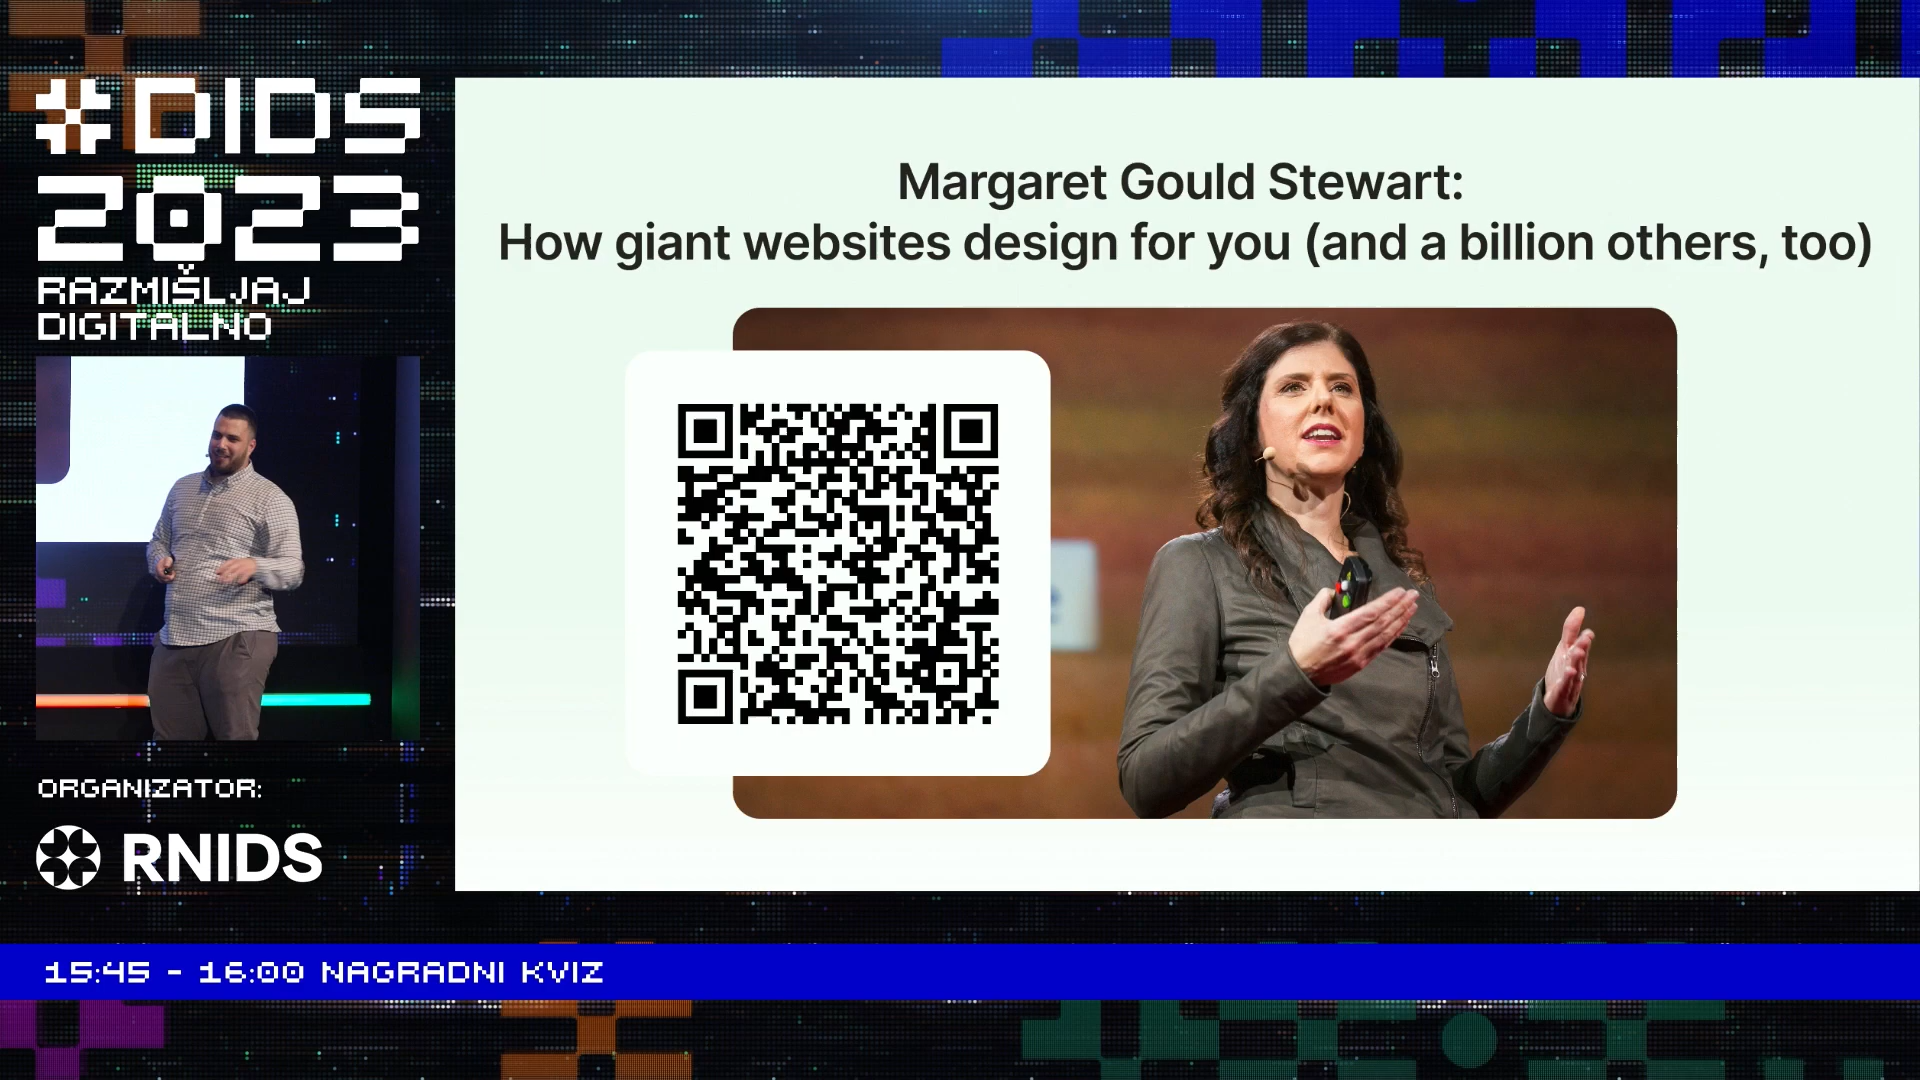 #DIDS
2023
RAZMIŠLJAJ
DIGITALNO
Margaret Gould Stewart:
How giant websites design for you (and a billion others, too)
ORGANIZATOR:
RNIDS
15:45 - 16:00 NAGRADNI KVIZ